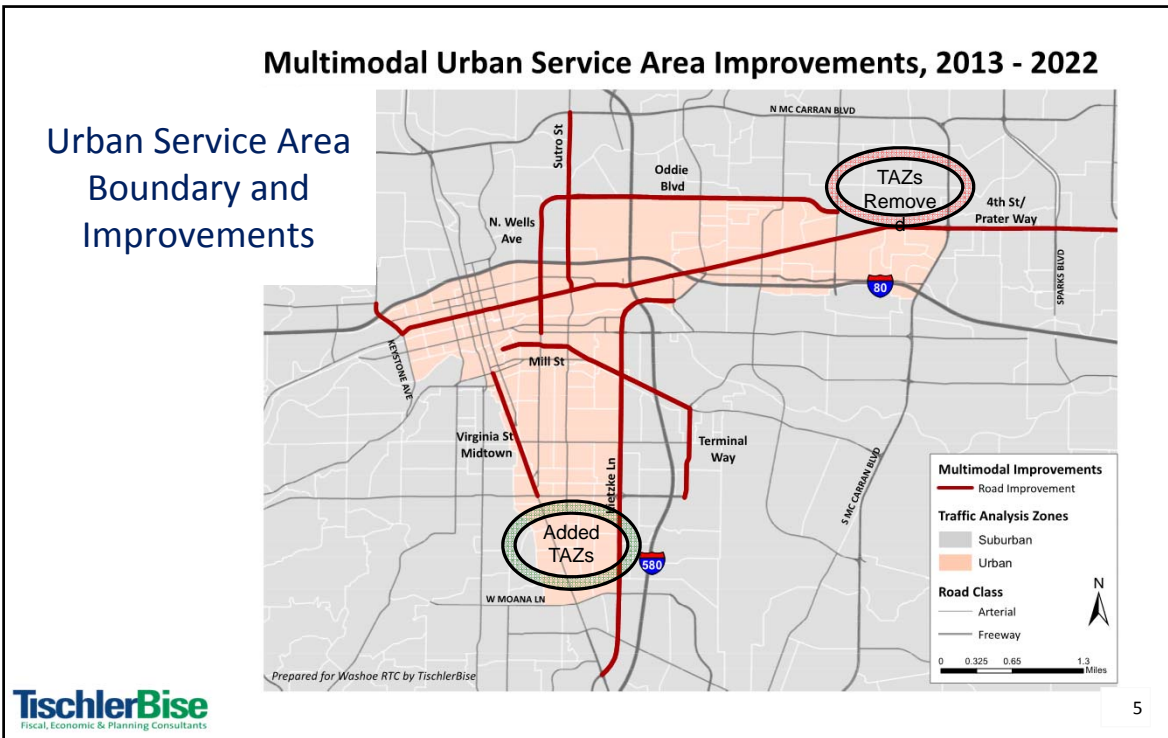 Multimodal Urban Service Area Improvements, 2013 - 2022
Urban Service Area
Boundary and
Improvements
N MC CARRAN BLVD
Sutro St
Oddie
Blvd
TAZs
Remove
d
4th St/
Prater Way
N. Wells
Ave
SPARKS BLVD
80
KEYSTONE AVE
Mill St
Virginia St
Midtown
Terminal
Way
Kietzke Ln
S MC CARRAN BLVD
Added
TAZs
580
W MOANA LN
Multimodal Improvements
Road Improvement
Traffic Analysis Zones
Suburban
Urban
Road Class
Arterial
Freeway
N
0 0.325 0.65 1.3
Miles
Prepared for Washoe RTC by TischlerBise
TischlerBise
Fiscal, Economic & Planning Consultants
5